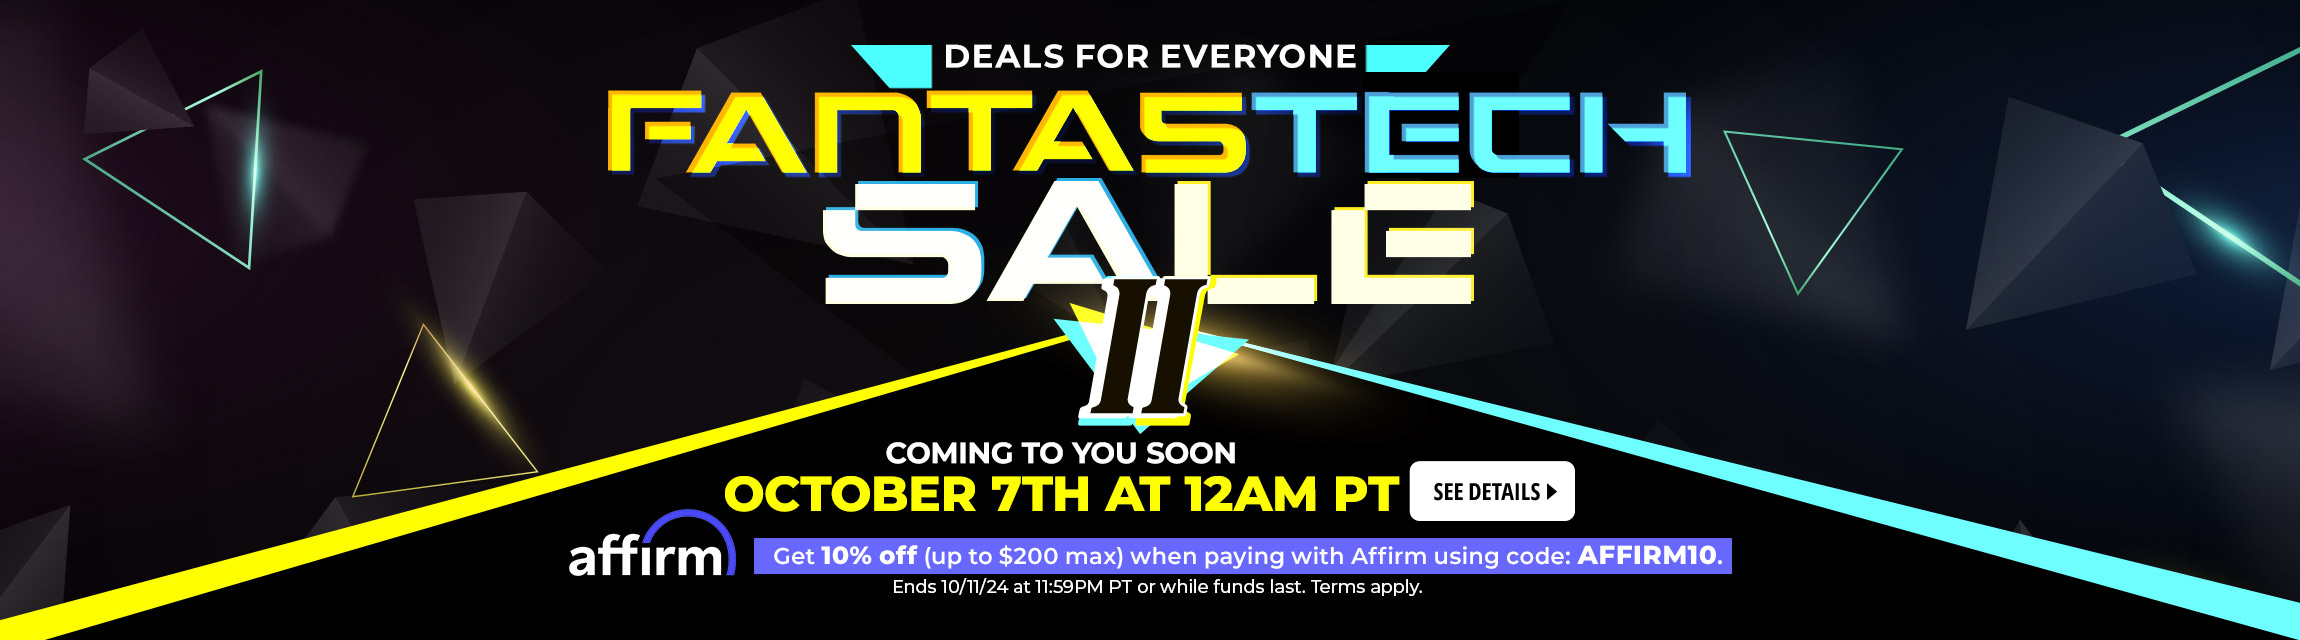 DEALS FOR EVERYONE
FANTASTECH
SALE
II
COMING TO YOU SOON
OCTOBER 7TH AT 12AM PT
SEE DETAILS
affirm
Get 10% off (up to $200 max) when paying with Affirm using code: AFFIRM10.
Ends 10/11/24 at 11:59PM PT or while funds last. Terms apply.